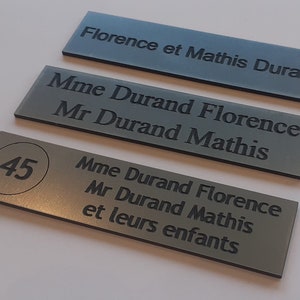 Florence et Mathis Dura
Mme Durand Florence
Mr Durand Mathis
45
Mme Durand Florence
Mr Durand Mathis
et leurs enfants